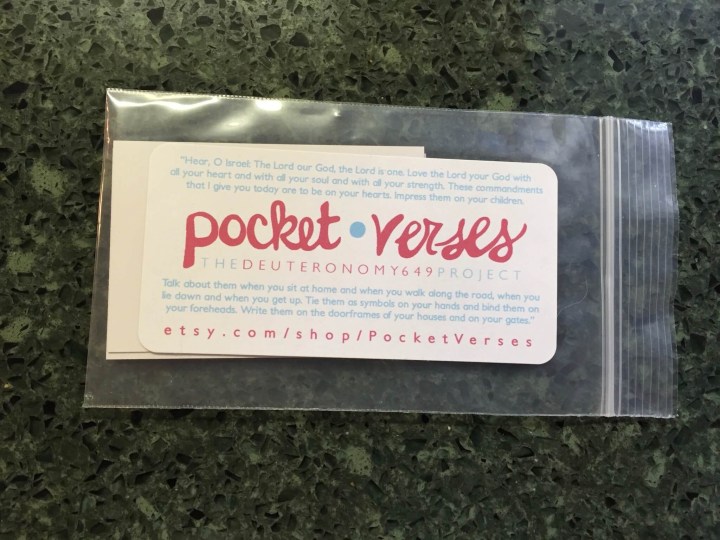 "Hear, O Israel: The Lord our God, the Lord is one. Love the Lord your God with
all your heart and with all your soul and with all your strength. These commandments
that I give you today are to be on your hearts. Impress them on your children.
pocket • verses
THEDEUTERONOMY649PROJECT
Talk about them when you sit at home and when you walk along the road, when you
lie down and when you get up. Tie them as symbols on your hands and bind them on
your foreheads. Write them on the doorframes of your houses and on your gates."
etsy.com/shop/PocketVerses